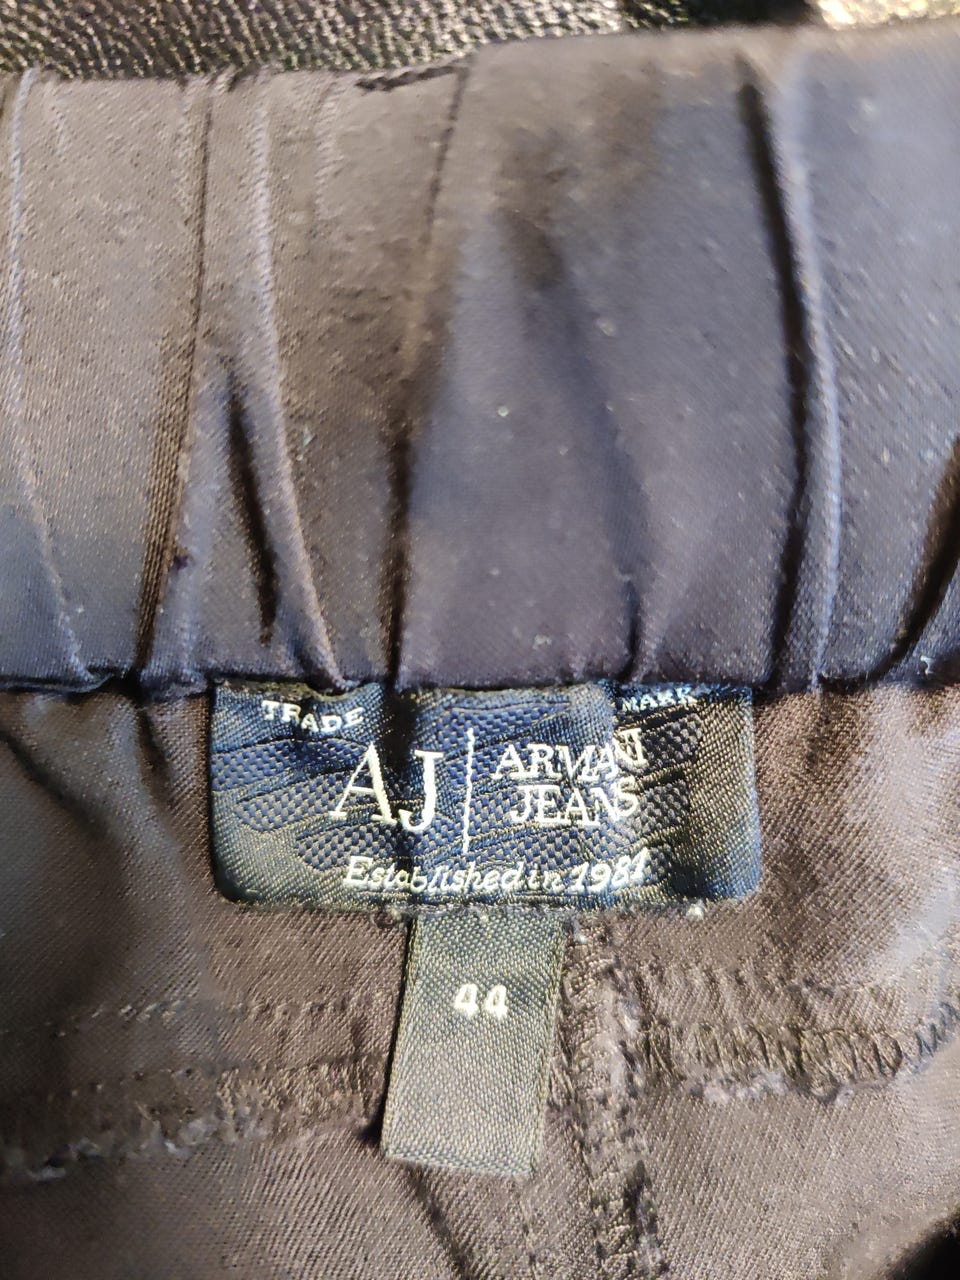 TRADE MARK
AJ | ARMANI
JEANS
Established in 1981
44